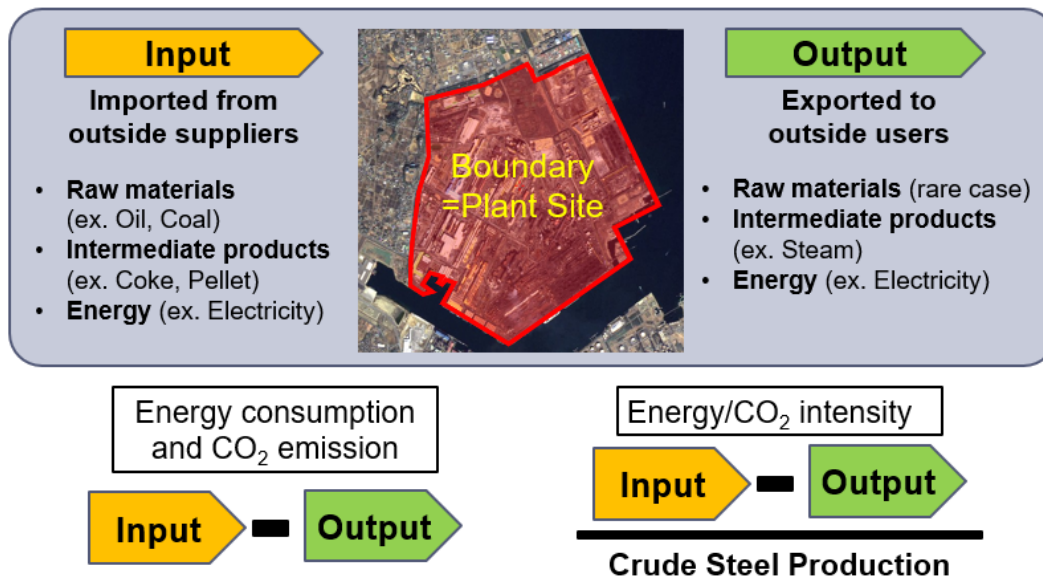 Input
Imported from
outside suppliers
• Raw materials
(ex. Oil, Coal)
• Intermediate products
(ex. Coke, Pellet)
• Energy (ex. Electricity)
Boundary
=Plant Site
Output
Exported to
outside users
• Raw materials (rare case)
• Intermediate products
(ex. Steam)
• Energy (ex. Electricity)
Energy consumption
and CO₂ emission
Input - Output
Energy/CO₂ intensity
Input - Output
Crude Steel Production